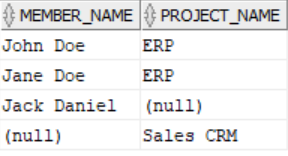 MEMBER_NAME PROJECT_NAME
John Doe ERP
Jane Doe ERP
Jack Daniel (null)
(null) Sales CRM